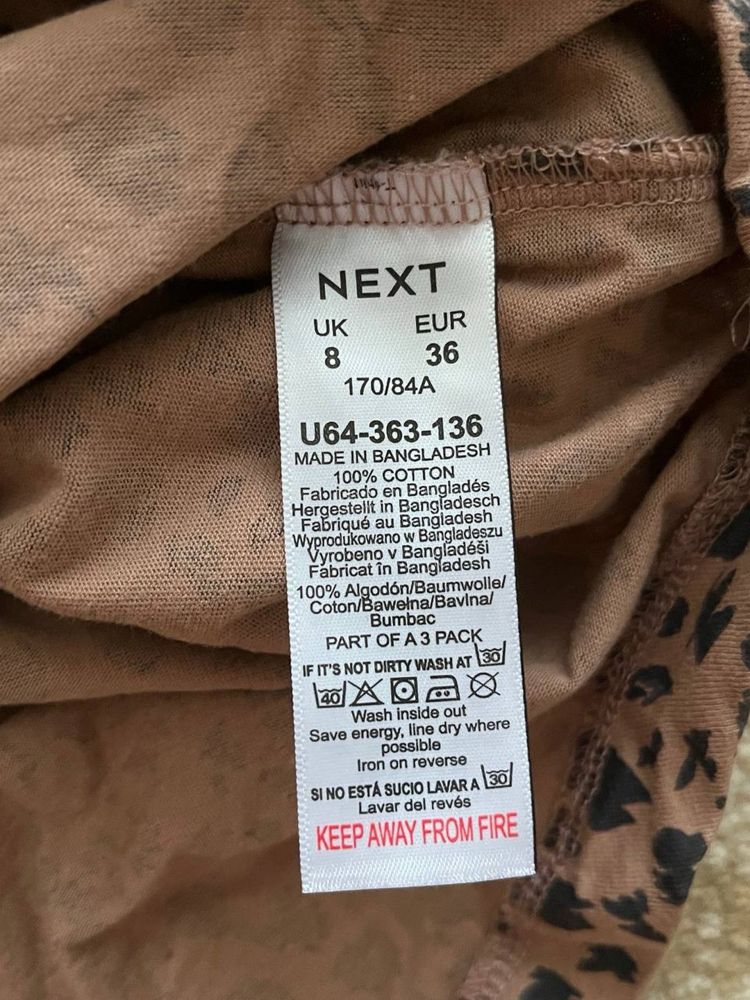 NEXT
UK EUR
8 36
170/84A
U64-363-136
MADE IN BANGLADESH
100% COTTON
Fabricado en Bangladés
Hergestellt in Bangladesch
Fabriqué au Bangladesh
Wyprodukowano w Bangladeszu
Vyrobeno v Bangladéši
Fabricat în Bangladesh
100% Algodón/Baumwolle/
Coton/Bawełna/Bavlna/
Bumbac
PART OF A 3 PACK
IF IT'S NOT DIRTY WASH AT 30
40
Wash inside out
Save energy, line dry where
possible
Iron on reverse
SI NO ESTÁ SUCIO LAVAR A 30
Lavar del revés
KEEP AWAY FROM FIRE